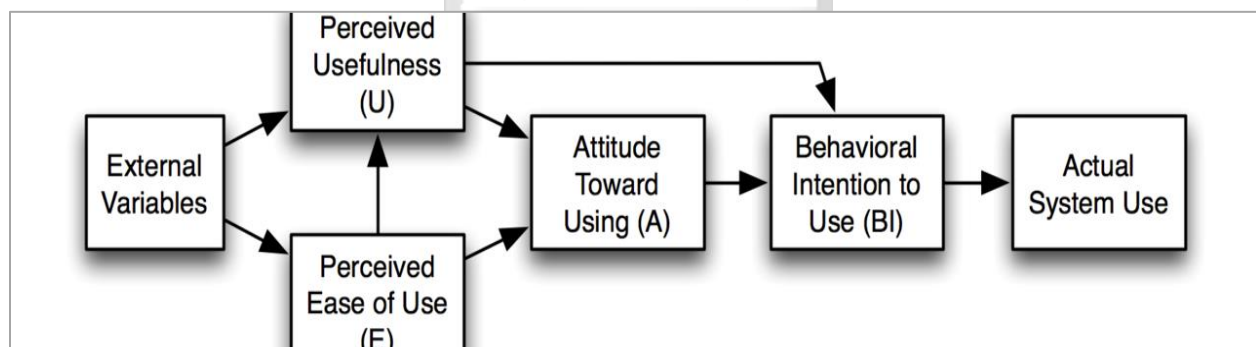 Perceived
Usefulness
(U)
External
Variables
Perceived
Ease of Use
(E)
Attitude
Toward
Using (A)
Behavioral
Intention to
Use (BI)
Actual
System Use